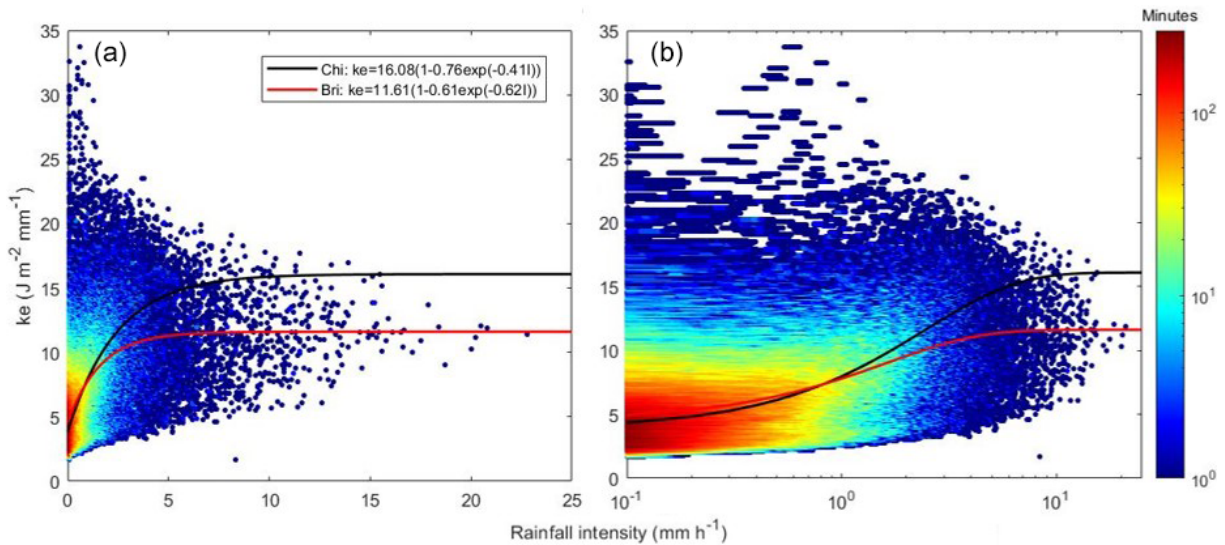 Minutes
(a)
Chi: ke=16.08(1-0.76exp(-0.41I))
Bri: ke=11.61(1-0.61exp(-0.62I))
(b)
ke (J m-2 mm-1)
35
30
25
20
15
10
5
0
0 5 10 15 20 25
35
30
25
20
15
10
5
0
10-1 100 101
102
101
100
Rainfall intensity (mm h-1)